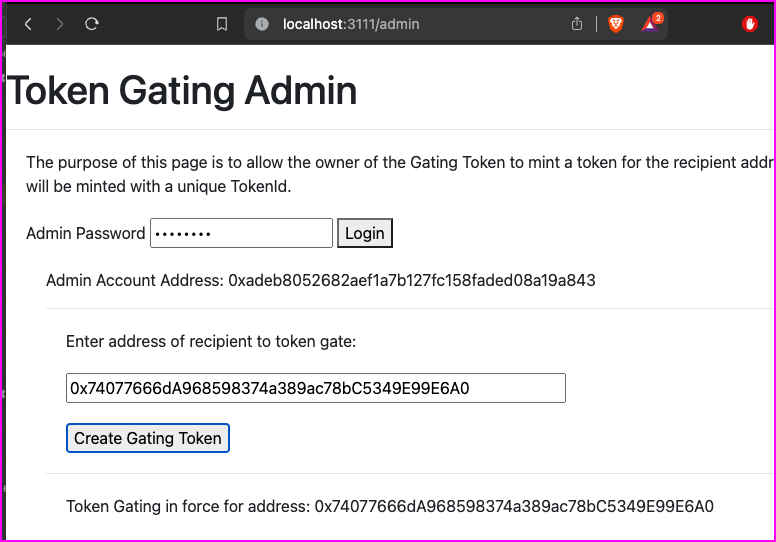 localhost:3111/admin
2
Token Gating Admin
The purpose of this page is to allow the owner of the Gating Token to mint a token for the recipient addr
will be minted with a unique TokenId.
Admin Password •••••••• Login
Admin Account Address: 0xadeb8052682aef1a7b127fc158faded08a19a843
Enter address of recipient to token gate:
0x74077666dA968598374a389ac78bC5349E99E6A0
Create Gating Token
Token Gating in force for address: 0x74077666dA968598374a389ac78bC5349E99E6A0